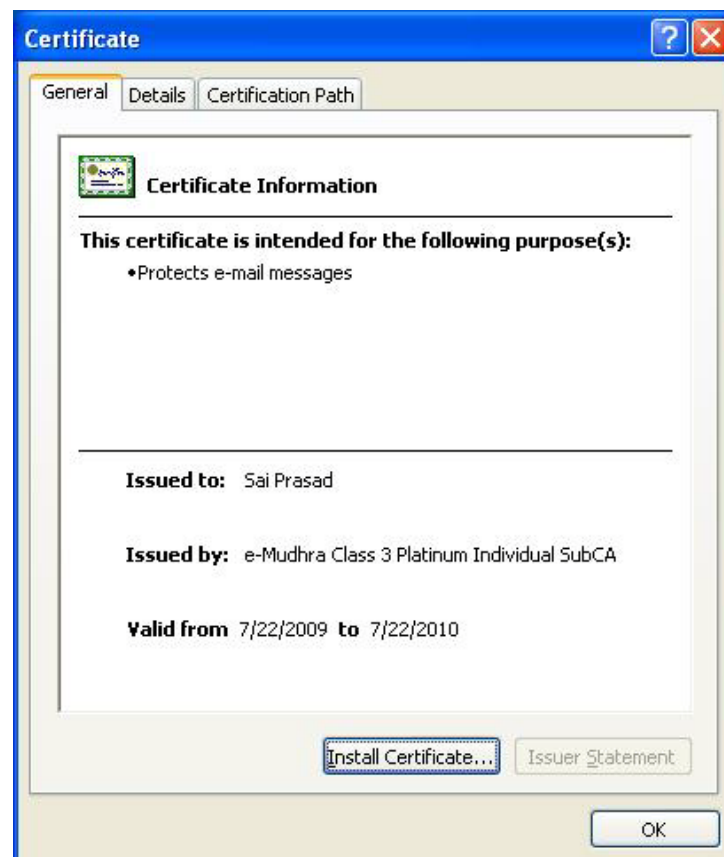 Certificate
General Details Certification Path
Certificate Information
This certificate is intended for the following purpose(s):
•Protects e-mail messages
Issued to: Sai Prasad
Issued by: e-Mudhra Class 3 Platinum Individual SubCA
Valid from 7/22/2009 to 7/22/2010
Install Certificate... Issuer Statement
OK